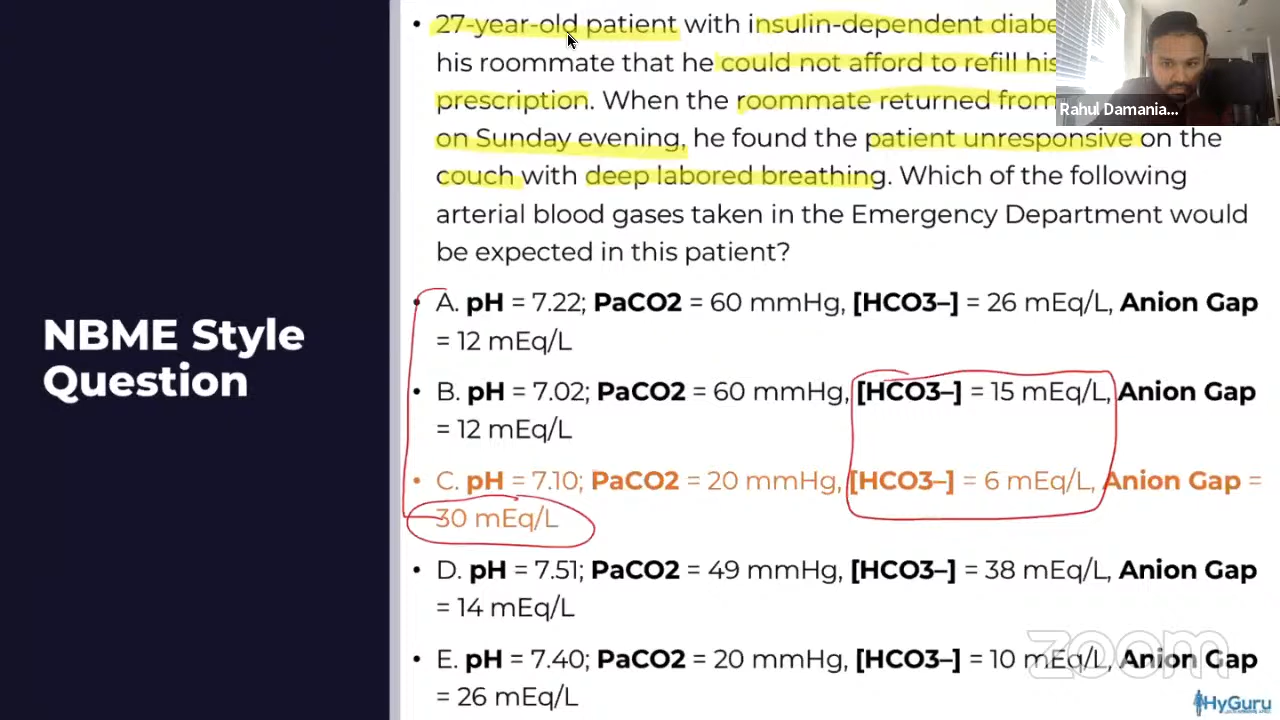 27-year-old patient with insulin-dependent diabe
his roommate that he could not afford to refill his
prescription. When the roommate returned from
Rahul Damania...
on Sunday evening, he found the patient unresponsive on the
couch with deep labored breathing. Which of the following
arterial blood gases taken in the Emergency Department would
be expected in this patient?
NBME Style
Question
A. pH = 7.22; PaCO2 = 60 mmHg, [HCO3–] = 26 mEq/L, Anion Gap
= 12 mEq/L
B. pH = 7.02; PaCO2 = 60 mmHg, [HCO3–] = 15 mEq/L, Anion Gap
= 12 mEq/L
C. pH = 7.10; PaCO2 = 20 mmHg, [HCO3–] = 6 mEq/L, Anion Gap =
30 mEq/L
D. pH = 7.51; PaCO2 = 49 mmHg, [HCO3–] = 38 mEq/L, Anion Gap
= 14 mEq/L
E. pH = 7.40; PaCO2 = 20 mmHg, [HCO3–] = 10 mEq/L, Anion Gap
= 26 mEq/L
zoom
HyGuru